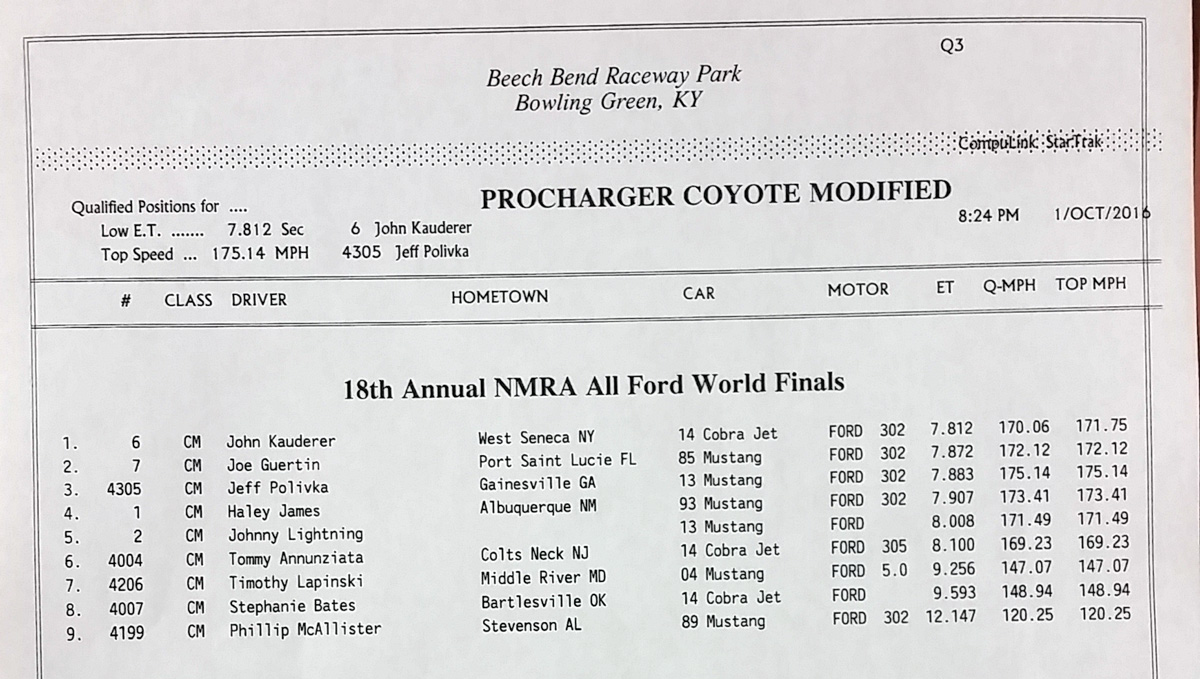 Q3
Beech Bend Raceway Park
Bowling Green, KY
CompuLink StarTrak
Qualified Positions for .... PROCHARGER COYOTE MODIFIED
Low E.T. ....... 7.812 Sec 6 John Kauderer 8:24 PM 1/OCT/2016
Top Speed ... 175.14 MPH 4305 Jeff Polivka
# CLASS DRIVER HOMETOWN CAR MOTOR ET Q-MPH TOP MPH
18th Annual NMRA All Ford World Finals
1. 6 CM John Kauderer West Seneca NY 14 Cobra Jet FORD 302 7.812 170.06 171.75
2. 7 CM Joe Guertin Port Saint Lucie FL 85 Mustang FORD 302 7.872 172.12 172.12
3. 4305 CM Jeff Polivka Gainesville GA 13 Mustang FORD 302 7.883 175.14 175.14
4. 1 CM Haley James Albuquerque NM 93 Mustang FORD 302 7.907 173.41 173.41
5. 2 CM Johnny Lightning 13 Mustang FORD 8.008 171.49 171.49
6. 4004 CM Tommy Annunziata Colts Neck NJ 14 Cobra Jet FORD 305 8.100 169.23 169.23
7. 4206 CM Timothy Lapinski Middle River MD 04 Mustang FORD 5.0 9.256 147.07 147.07
8. 4007 CM Stephanie Bates Bartlesville OK 14 Cobra Jet FORD 9.593 148.94 148.94
9. 4199 CM Phillip McAllister Stevenson AL 89 Mustang FORD 302 12.147 120.25 120.25